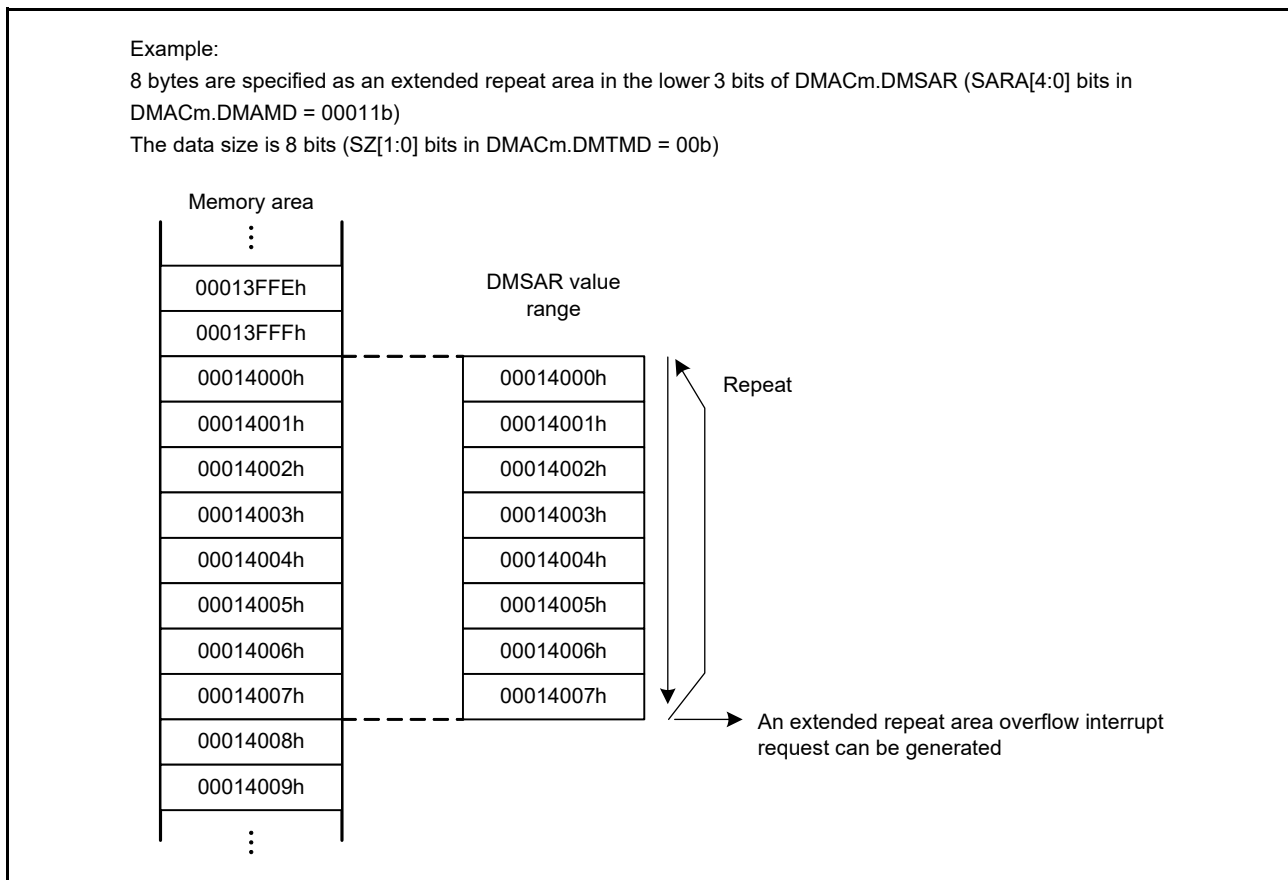 Example:
8 bytes are specified as an extended repeat area in the lower 3 bits of DMACm.DMSAR (SARA[4:0] bits in
DMACm.DMAMD = 00011b)
The data size is 8 bits (SZ[1:0] bits in DMACm.DMTMD = 00b)
Memory area
⋮
00013FFEh
00013FFFh
00014000h
00014001h
00014002h
00014003h
00014004h
00014005h
00014006h
00014007h
00014008h
00014009h
⋮
DMSAR value
range
00014000h
00014001h
00014002h
00014003h
00014004h
00014005h
00014006h
00014007h
Repeat
An extended repeat area overflow interrupt
request can be generated